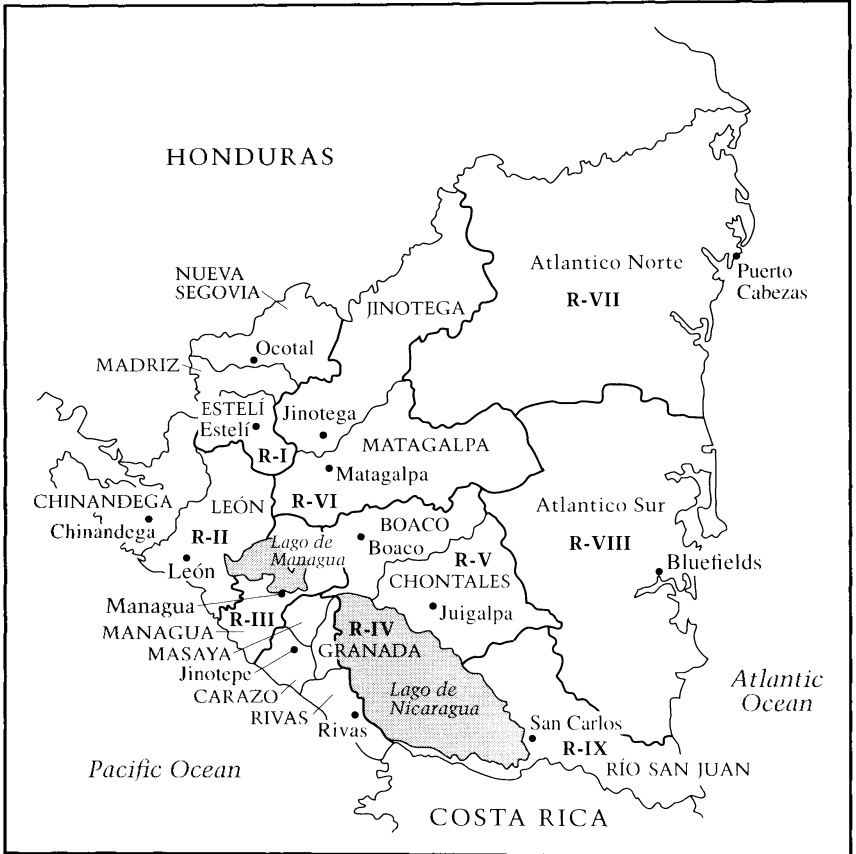 HONDURAS
NUEVA
SEGOVIA
Atlantico Norte
R-VII
Puerto
Cabezas
JINOTEGA
Ocotal
MADRIZ
ESTELÍ
Estelí
Jinotega
R-I
MATAGALPA
Matagalpa
R-VI
CHINANDEGA
Chinandega
LEÓN
R-II
León
Lago de
Managua
BOACO
Boaco
R-V
CHONTALES
Juigalpa
Atlantico Sur
R-VIII
Bluefields
Managua
R-III
MANAGUA
MASAYA
Jinotepe
CARAZO
RIVAS
Rivas
R-IV
GRANADA
Lago de
Nicaragua
San Carlos
R-IX
RÍO SAN JUAN
Atlantic
Ocean
Pacific Ocean
COSTA RICA